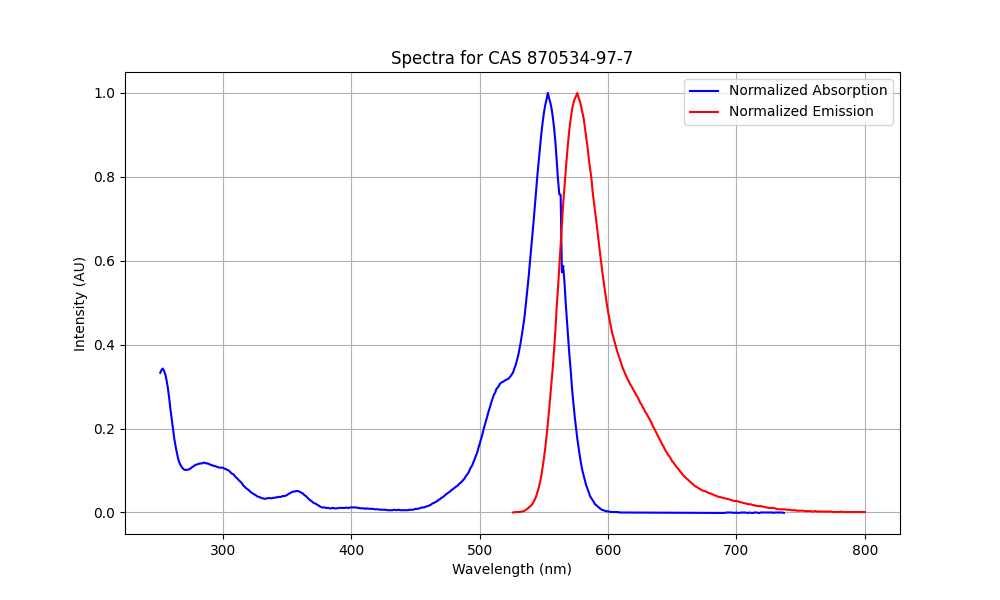 Spectra for CAS 870534-97-7
Normalized Absorption
Normalized Emission
1.0
0.8
0.6
0.4
0.2
0.0
Intensity (AU)
300 400 500 600 700 800
Wavelength (nm)